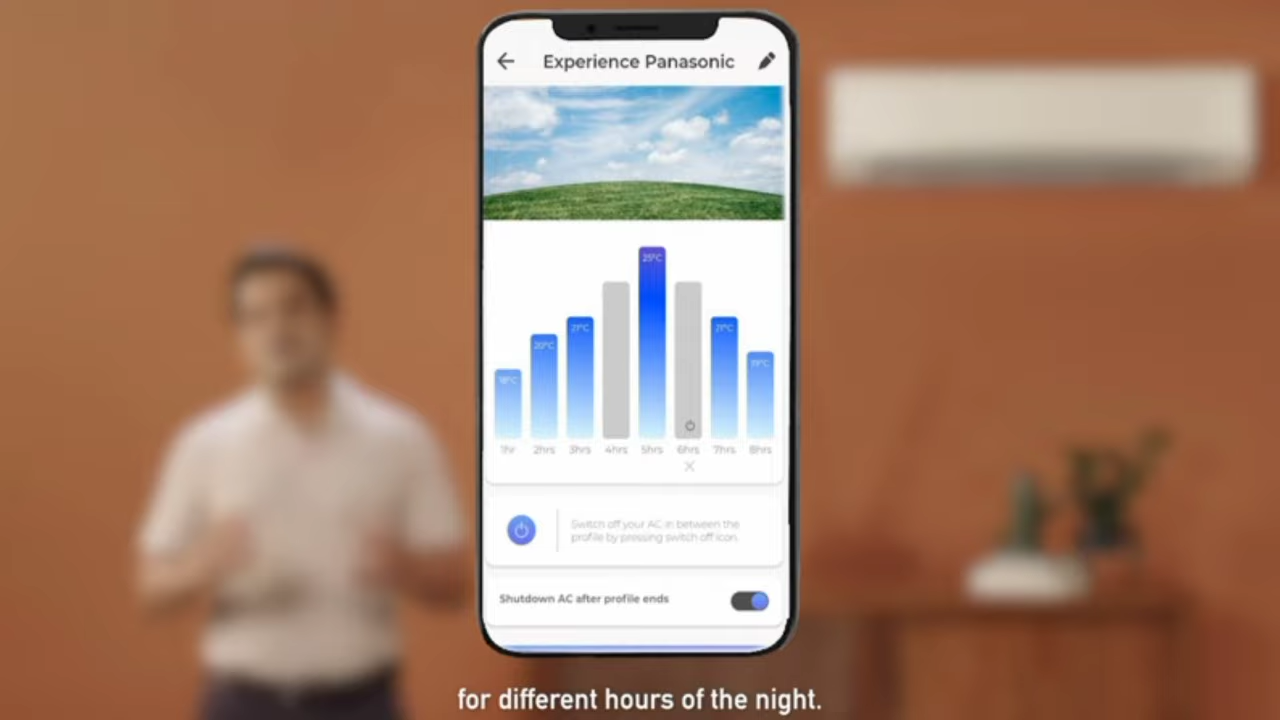 Experience Panasonic
25°C
21°C 21°C
20°C
19°C
18°C
1hr 2hrs 3hrs 4hrs 5hrs 6hrs 7hrs 8hrs
Switch off your AC in between the
profile by pressing switch off icon.
Shutdown AC after profile ends
for different hours of the night.